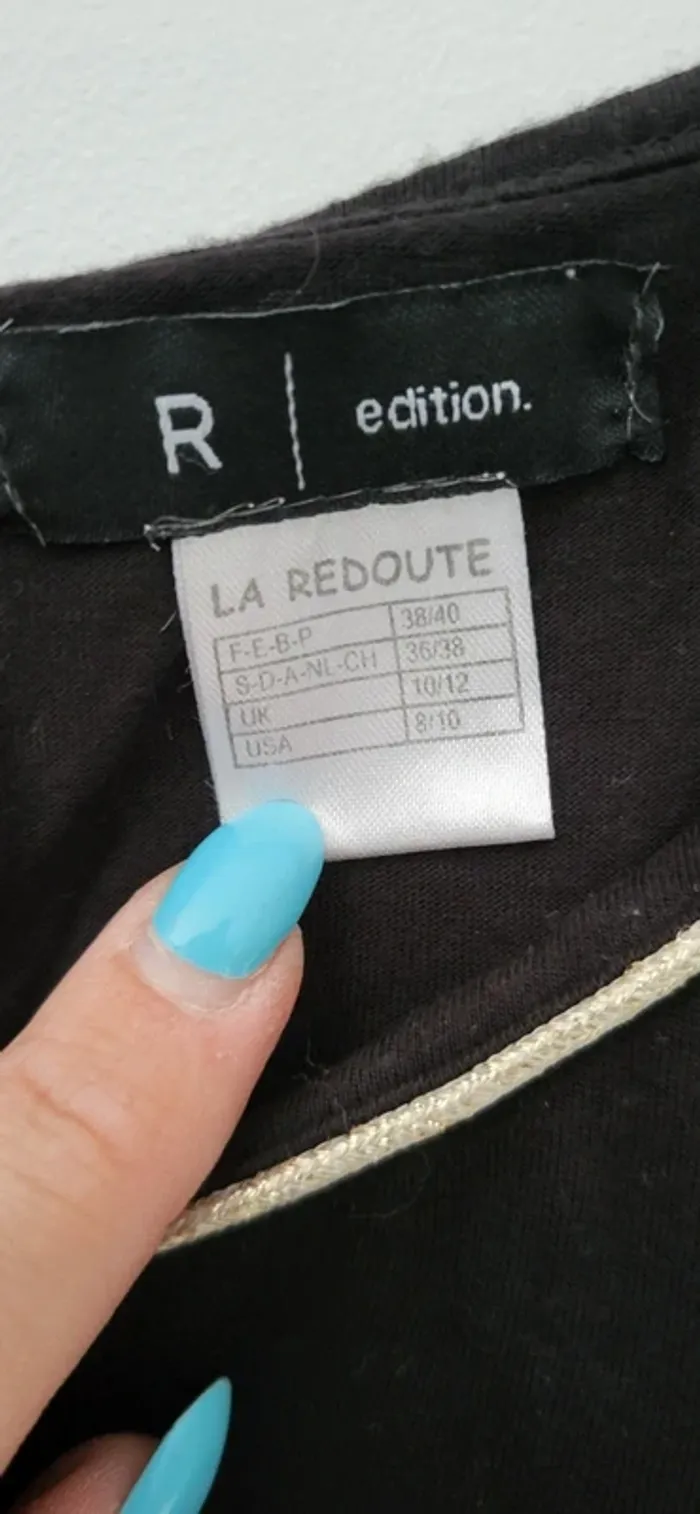 R | edition.
LA REDOUTE
F-E-B-P 38/40
S-D-A-NL-CH 36/38
UK 10/12
USA 8/10